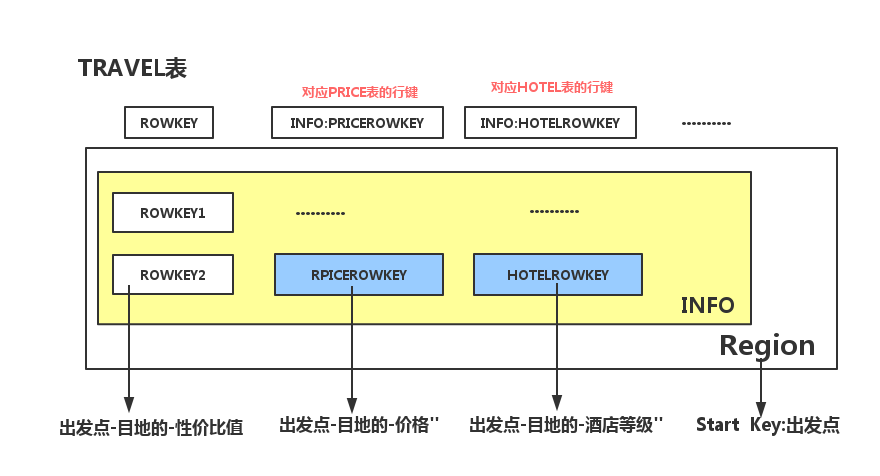 TRAVEL表
对应PRICE表的行键
对应HOTEL表的行键
ROWKEY
INFO:PRICEROWKEY
INFO:HOTELROWKEY
..........
ROWKEY1
..........
..........
ROWKEY2
RPICEROWKEY
HOTELROWKEY
INFO
Region
出发点-目地的-性价比值
出发点-目地的-价格"
出发点-目地的-酒店等级"
Start Key:出发点